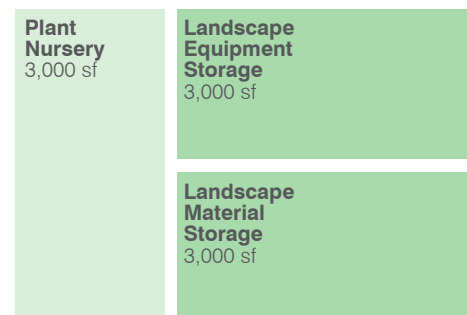 Plant
Nursery
3,000 sf
Landscape
Equipment
Storage
3,000 sf
Landscape
Material
Storage
3,000 sf